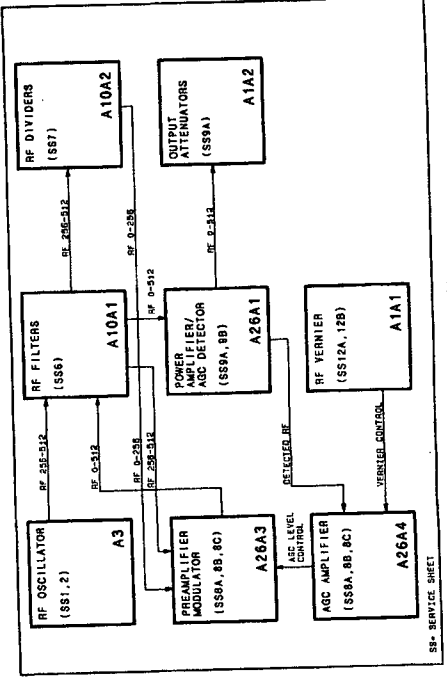 RF OSCILLATOR
(SS1,2)
A3
RF 256-512
RF 0-512
RF FILTERS
(SS6)
A10A1
RF 256-512
RF DIVIDERS
(SS7)
A10A2
RF 0-256
RF 256-512
RF 0-512
RF 0-256
PREAMPLIFIER
MODULATOR
(SS8A,8B,8C)
A26A3
POWER
AMPLIFIER/
AGC DETECTOR
(SS9A,9B)
A26A1
RF 0-512
OUTPUT
ATTENUATORS
(SS9A)
A1A2
AGC LEVEL
CONTROL
DETECTED RF
AGC AMPLIFIER
(SS8A,8B,8C)
A26A4
VERNIER CONTROL
RF VERNIER
(SS12A,12B)
A1A1
SS= SERVICE SHEET